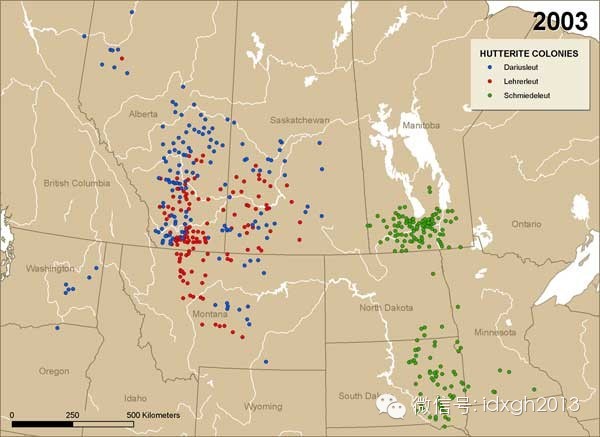 2003
HUTTERITE COLONIES
Dariusleut
Lehrerleut
Schmiedeleut
Alberta
Saskatchewan
Manitoba
British Columbia
Ontario
Washington
Montana
North Dakota
Minnesota
Oregon
Idaho
Wyoming
South Da
微信号: idxgh2013
0 250 500 Kilometers